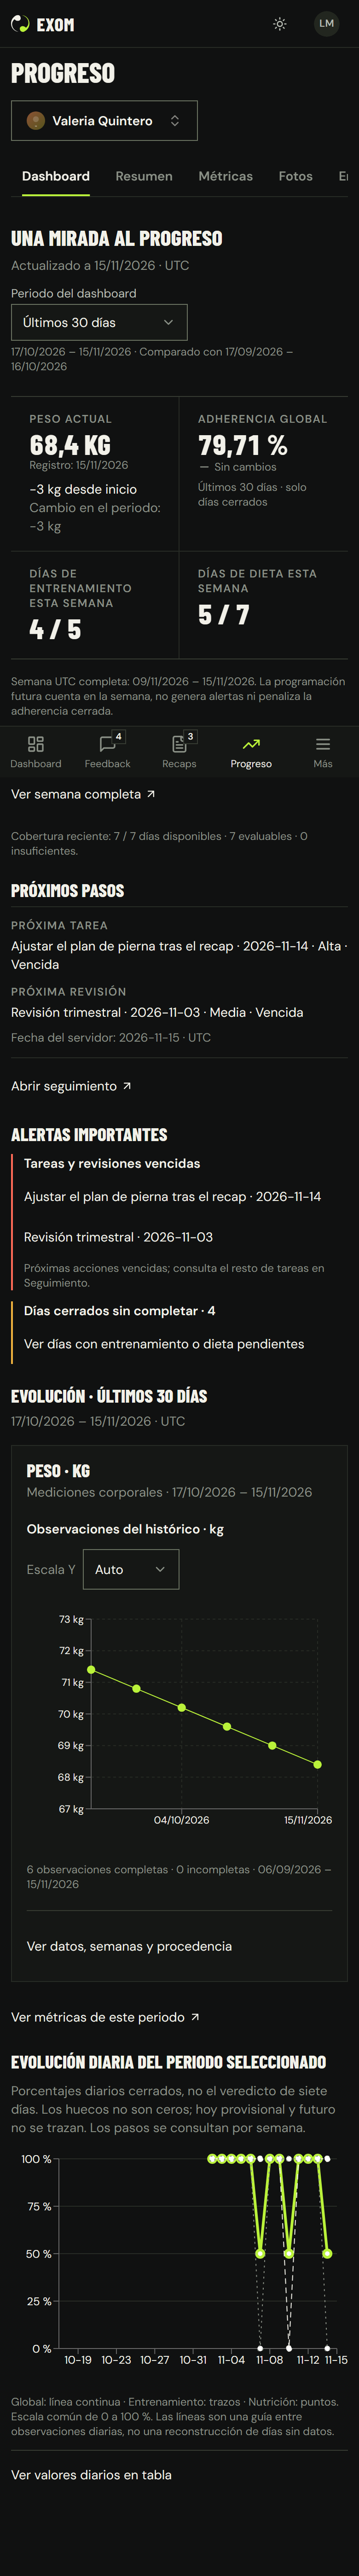 EXOM
LM
PROGRESO
Valeria Quintero
Dashboard Resumen Métricas Fotos
UNA MIRADA AL PROGRESO
Actualizado a 15/11/2026 · UTC
Periodo del dashboard
Últimos 30 días
17/10/2026 – 15/11/2026 · Comparado con 17/09/2026 –
16/10/2026
PESO ACTUAL
68,4 KG
Registro: 15/11/2026
-3 kg desde inicio
Cambio en el periodo:
-3 kg
ADHERENCIA GLOBAL
79,71 %
— Sin cambios
Últimos 30 días · solo
días cerrados
DÍAS DE
ENTRENAMIENTO
ESTA SEMANA
4 / 5
DÍAS DE DIETA ESTA
SEMANA
5 / 7
Semana UTC completa: 09/11/2026 – 15/11/2026. La programación
futura cuenta en la semana, no genera alertas ni penaliza la
adherencia cerrada.
4
3
Dashboard Feedback Recaps Progreso Más
Ver semana completa ↗
Cobertura reciente: 7 / 7 días disponibles · 7 evaluables · 0
insuficientes.
PRÓXIMOS PASOS
PRÓXIMA TAREA
Ajustar el plan de pierna tras el recap · 2026-11-14 · Alta ·
Vencida
PRÓXIMA REVISIÓN
Revisión trimestral · 2026-11-03 · Media · Vencida
Fecha del servidor: 2026-11-15 · UTC
Abrir seguimiento ↗
ALERTAS IMPORTANTES
Tareas y revisiones vencidas
Ajustar el plan de pierna tras el recap · 2026-11-14
Revisión trimestral · 2026-11-03
Próximas acciones vencidas; consulta el resto de tareas en
Seguimiento.
Días cerrados sin completar · 4
Ver días con entrenamiento o dieta pendientes
EVOLUCIÓN · ÚLTIMOS 30 DÍAS
17/10/2026 – 15/11/2026 · UTC
PESO · KG
Mediciones corporales · 17/10/2026 – 15/11/2026
Observaciones del histórico · kg
Escala Y Auto
73 kg
72 kg
71 kg
70 kg
69 kg
68 kg
67 kg
04/10/2026 15/11/2026
6 observaciones completas · 0 incompletas · 06/09/2026 –
15/11/2026
Ver datos, semanas y procedencia
Ver métricas de este periodo ↗
EVOLUCIÓN DIARIA DEL PERIODO SELECCIONADO
Porcentajes diarios cerrados, no el veredicto de siete
días. Los huecos no son ceros; hoy provisional y futuro
no se trazan. Los pasos se consultan por semana.
100 %
75 %
50 %
25 %
0 %
10-19 10-23 10-27 10-31 11-04 11-08 11-12 11-15
Global: línea continua · Entrenamiento: trazos · Nutrición: puntos.
Escala común de 0 a 100 %. Las líneas son una guía entre
observaciones diarias, no una reconstrucción de días sin datos.
Ver valores diarios en tabla